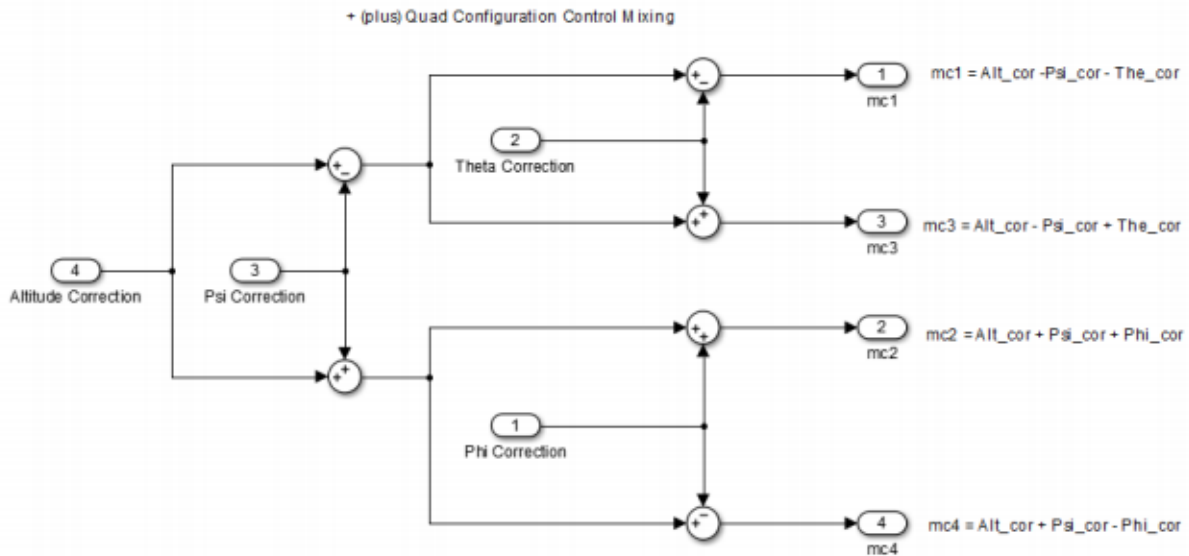 + (plus) Quad Configuration Control Mixing
+ -
1
mc1
mc1 = Alt_cor -Psi_cor - The_cor
2
Theta Correction
+ -
+ +
3
mc3
mc3 = Alt_cor - Psi_cor + The_cor
4
Altitude Correction
3
Psi Correction
+ +
2
mc2
mc2 = Alt_cor + Psi_cor + Phi_cor
+ +
1
Phi Correction
+ -
4
mc4
mc4 = Alt_cor + Psi_cor - Phi_cor